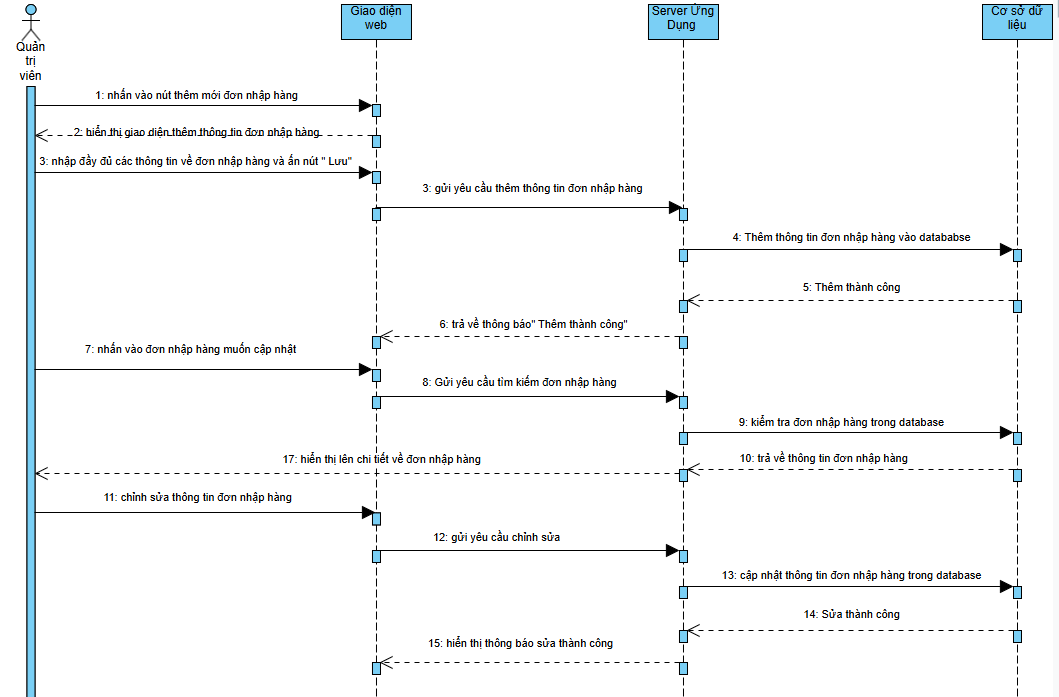 Quản
trị
viên
Giao diện
web
Server Ứng
Dụng
Cơ sở dữ
liệu
1: nhấn vào nút thêm mới đơn nhập hàng
2: hiển thị giao diện thêm thông tin đơn nhập hàng
3: nhập đầy đủ các thông tin về đơn nhập hàng và ấn nút " Lưu"
3: gửi yêu cầu thêm thông tin đơn nhập hàng
4: Thêm thông tin đơn nhập hàng vào datababse
5: Thêm thành công
6: trả về thông báo" Thêm thành công"
7: nhấn vào đơn nhập hàng muốn cập nhật
8: Gửi yêu cầu tìm kiếm đơn nhập hàng
9: kiểm tra đơn nhập hàng trong database
10: trả về thông tin đơn nhập hàng
17: hiển thị lên chi tiết về đơn nhập hàng
11: chỉnh sửa thông tin đơn nhập hàng
12: gửi yêu cầu chỉnh sửa
13: cập nhật thông tin đơn nhập hàng trong database
14: Sửa thành công
15: hiển thị thông báo sửa thành công